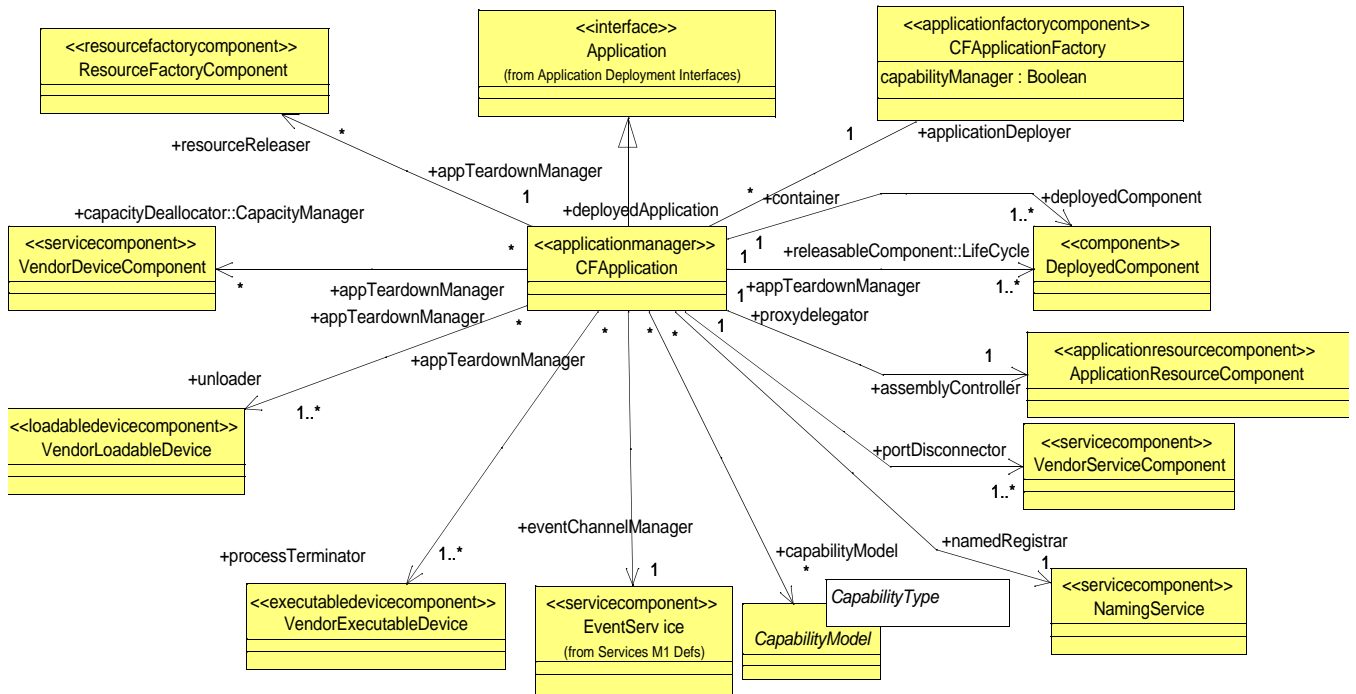 <<resourcefactorycomponent>>
ResourceFactoryComponent
<<interface>>
Application
(from Application Deployment Interfaces)
<<applicationfactorycomponent>>
CFApplicationFactory
capabilityManager : Boolean
*
+resourceReleaser
1
+applicationDeployer
+appTeardownManager
1
*
+container
+deployedComponent
1..*
+capacityDeallocator::CapacityManager
+deployedApplication
<<servicecomponent>>
VendorDeviceComponent
*
*
<<applicationmanager>>
CFApplication
1
1
+releasableComponent::LifeCycle
<<component>>
DeployedComponent
+appTeardownManager
+appTeardownManager
1..*
1
+appTeardownManager
*
+proxydelegator
+appTeardownManager
*
*
*
1
1
<<applicationresourcecomponent>>
ApplicationResourceComponent
+unloader
+assemblyController
1..*
<<loadabledevicecomponent>>
VendorLoadableDevice
+portDisconnector
1..*
<<servicecomponent>>
VendorServiceComponent
+processTerminator
1..*
+eventChannelManager
1
+capabilityModel
*
+namedRegistrar
1
<<executabledevicecomponent>>
VendorExecutableDevice
<<servicecomponent>>
EventServ ice
(from Services M1 Defs)
CapabilityType
CapabilityModel
<<servicecomponent>>
NamingService